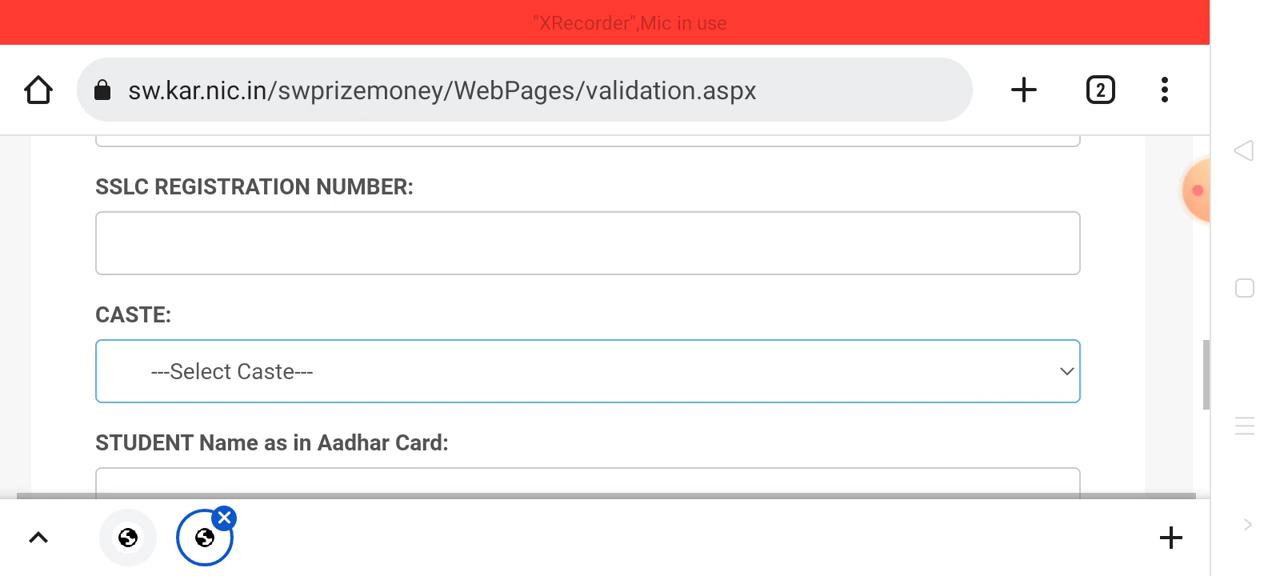 "XRecorder",Mic in use
sw.kar.nic.in/swprizemoney/WebPages/validation.aspx
2
SSLC REGISTRATION NUMBER:
CASTE:
---Select Caste---
STUDENT Name as in Aadhar Card: